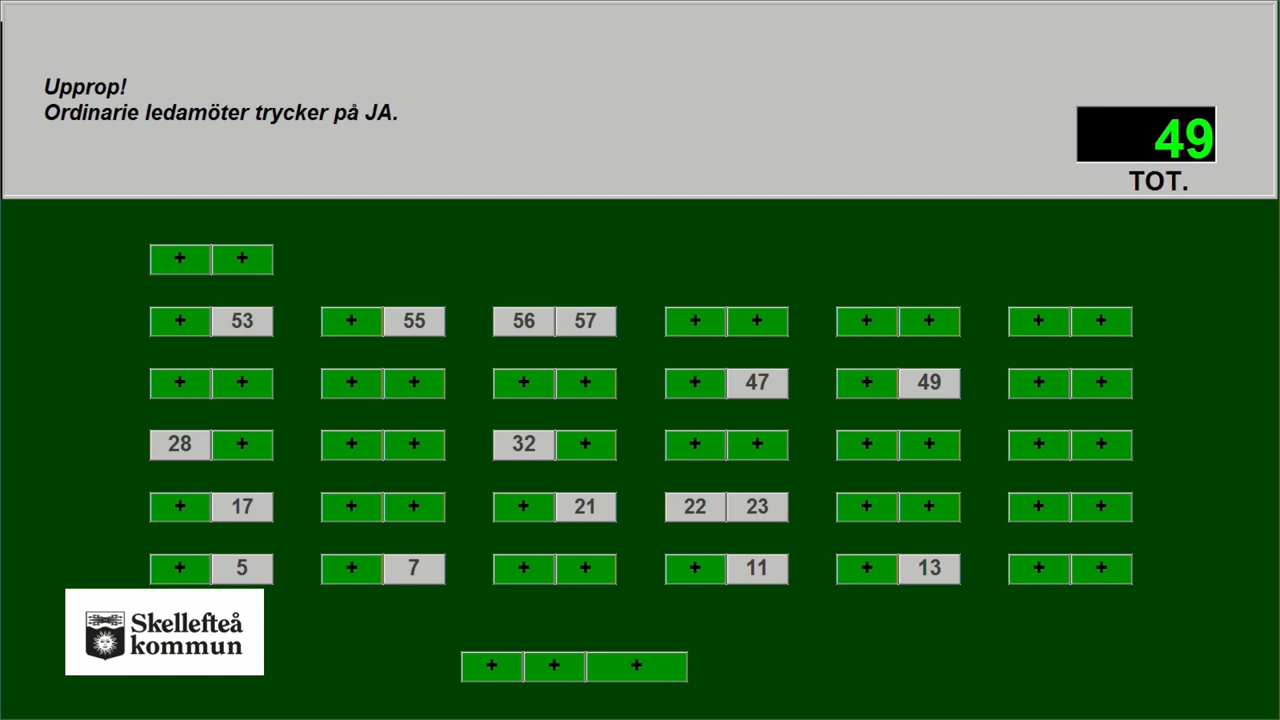 Upprop!
Ordinarie ledamöter trycker på JA.
49
TOT.
+ +
+ 53 + 55 56 57 + + + + + +
+ + + + + + + 47 + 49 + +
28 + + + 32 + + + + + + +
+ 17 + + + 21 22 23 + + + +
+ 5 + 7 + + + 11 + 13 + +
Skellefteå
kommun
+ + +